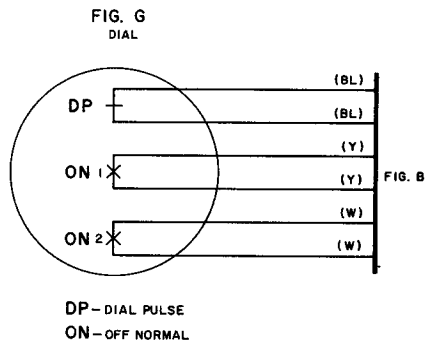 FIG. G
DIAL
(BL)
DP
(BL)
(Y)
ON 1
(Y)
FIG. B
(W)
ON 2
(W)
DP-DIAL PULSE
ON-OFF NORMAL